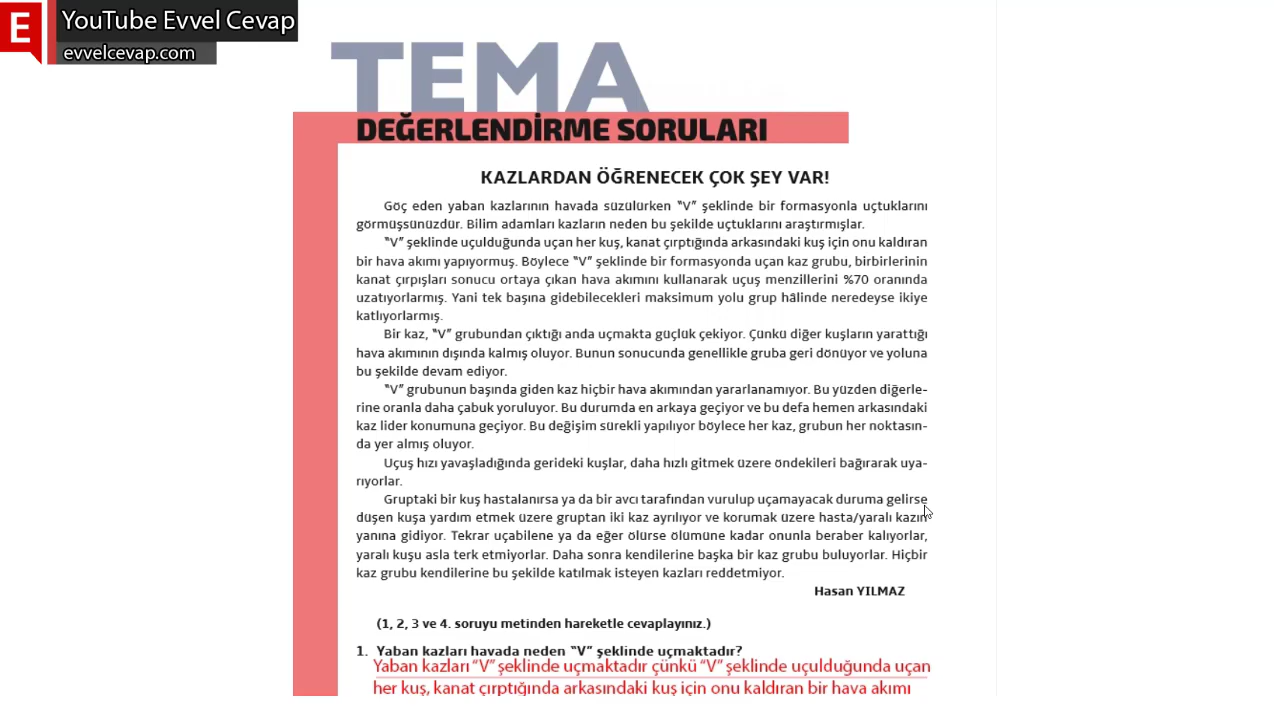 YouTube Evvel Cevap
evvelcevap.com
TEMA
DEĞERLENDİRME SORULARI
KAZLARDAN ÖĞRENECEK ÇOK ŞEY VAR!
Göç eden yaban kazlarının havada süzülürken “V” şeklinde bir formasyonla uçtuklarını
görmüşsünüzdür. Bilim adamları kazların neden bu şekilde uçtuklarını araştırmışlar.
“V” şeklinde uçulduğunda uçan her kuş, kanat çırptığında arkasındaki kuş için onu kaldıran
bir hava akımı yapıyormuş. Böylece “V” şeklinde bir formasyonda uçan kaz grubu, birbirlerinin
kanat çırpışları sonucu ortaya çıkan hava akımını kullanarak uçuş menzillerini %70 oranında
uzatıyorlarmış. Yani tek başına gidebilecekleri maksimum yolu grup hâlinde neredeyse ikiye
katlıyorlarmış.
Bir kaz, “V” grubundan çıktığı anda uçmakta güçlük çekiyor. Çünkü diğer kuşların yarattığı
hava akımının dışında kalmış oluyor. Bunun sonucunda genellikle gruba geri dönüyor ve yoluna
bu şekilde devam ediyor.
“V” grubunun başında giden kaz hiçbir hava akımından yararlanamıyor. Bu yüzden diğerle-
rine oranla daha çabuk yoruluyor. Bu durumda en arkaya geçiyor ve bu defa hemen arkasındaki
kaz lider konumuna geçiyor. Bu değişim sürekli yapılıyor böylece her kaz, grubun her noktasın-
da yer almış oluyor.
Uçuş hızı yavaşladığında gerideki kuşlar, daha hızlı gitmek üzere öndekileri bağırarak uya-
rıyorlar.
Gruptaki bir kuş hastalanırsa ya da bir avcı tarafından vurulup uçamayacak duruma gelirse
düşen kuşa yardım etmek üzere gruptan iki kaz ayrılıyor ve korumak üzere hasta/yaralı kazın
yanına gidiyor. Tekrar uçabilene ya da eğer ölürse ölümüne kadar onunla beraber kalıyorlar,
yaralı kuşu asla terk etmiyorlar. Daha sonra kendilerine başka bir kaz grubu buluyorlar. Hiçbir
kaz grubu kendilerine bu şekilde katılmak isteyen kazları reddetmiyor.
Hasan YILMAZ
(1, 2, 3 ve 4. soruyu metinden hareketle cevaplayınız.)
1. Yaban kazları havada neden “V” şeklinde uçmaktadır?
Yaban kazları “V” şeklinde uçmaktadır çünkü “V” şeklinde uçulduğunda uçan
her kuş, kanat çırptığında arkasındaki kuş için onu kaldıran bir hava akımı